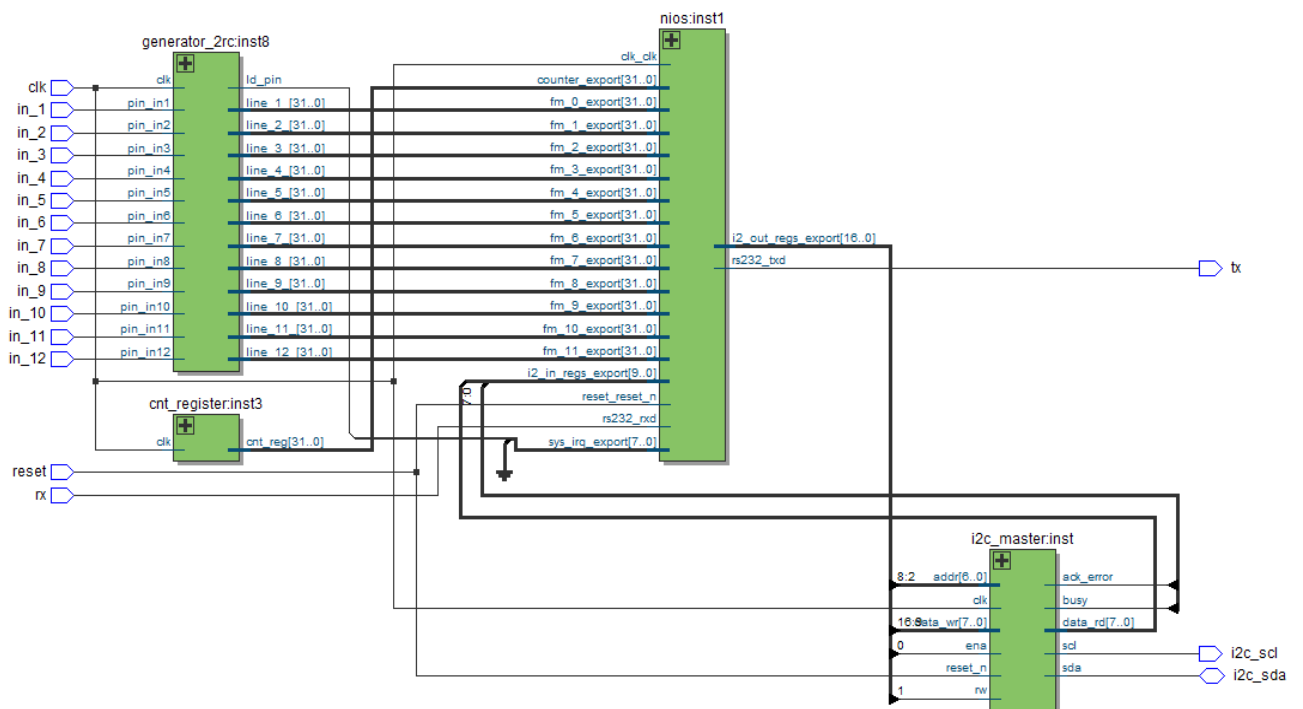 nios:inst1
generator_2rc:inst8
clk_clk
clk clk ld_pin counter_export[31..0]
in_1 pin_in1 line_1_[31..0] fm_0_export[31..0]
in_2 pin_in2 line_2_[31..0] fm_1_export[31..0]
in_3 pin_in3 line_3_[31..0] fm_2_export[31..0]
in_4 pin_in4 line_4_[31..0] fm_3_export[31..0]
in_5 pin_in5 line_5_[31..0] fm_4_export[31..0]
in_6 pin_in6 line_6_[31..0] fm_5_export[31..0]
in_7 pin_in7 line_7_[31..0] fm_6_export[31..0] i2_out_regs_export[16..0]
in_8 pin_in8 line_8_[31..0] fm_7_export[31..0] rs232_txd tx
in_9 pin_in9 line_9_[31..0] fm_8_export[31..0]
in_10 pin_in10 line_10_[31..0] fm_9_export[31..0]
in_11 pin_in11 line_11_[31..0] fm_10_export[31..0]
in_12 pin_in12 line_12_[31..0] fm_11_export[31..0]
i2_in_regs_export[9..0]
7:0
cnt_register:inst3 reset_reset_n
rs232_rxd
clk cnt_reg[31..0] sys_irq_export[7..0]
reset
rx
i2c_master:inst
8:2 addr[6..0] ack_error
clk busy
16:9 data_wr[7..0] data_rd[7..0]
0 ena scl i2c_scl
reset_n sda i2c_sda
1 rw